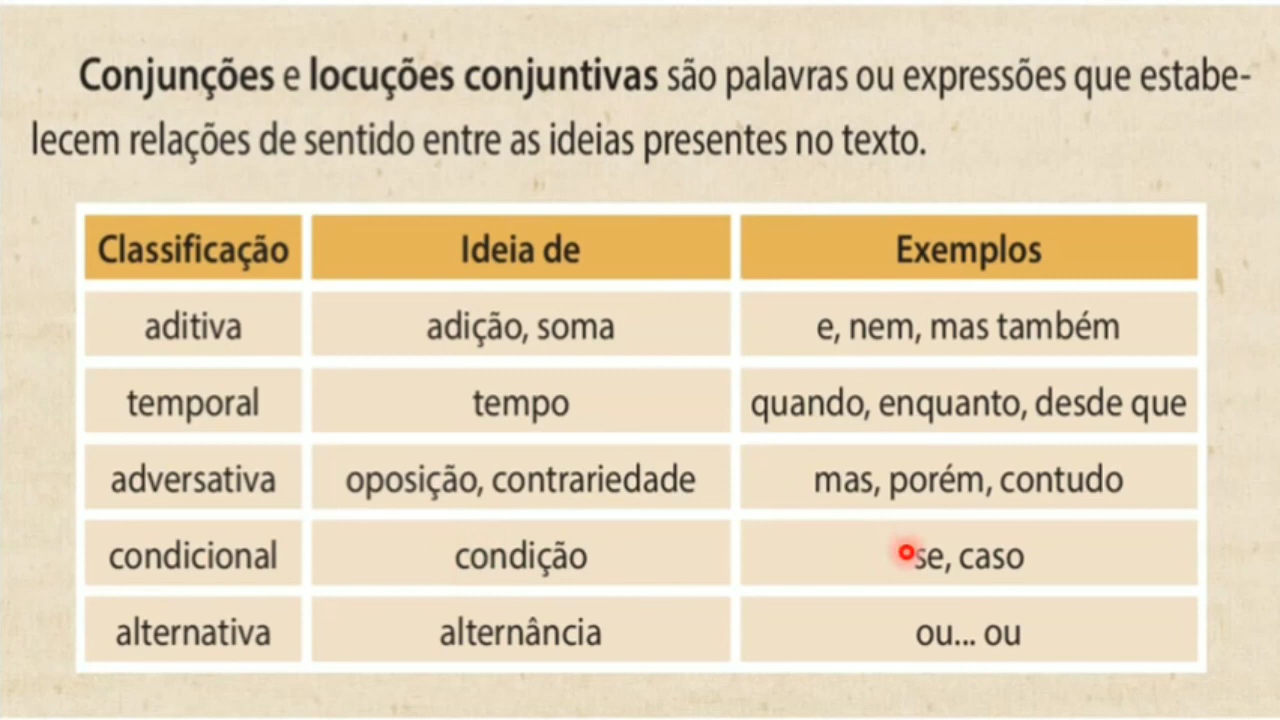 Conjunções e locuções conjuntivas são palavras ou expressões que estabe-
lecem relações de sentido entre as ideias presentes no texto.
Classificação Ideia de Exemplos
aditiva adição, soma e, nem, mas também
temporal tempo quando, enquanto, desde que
adversativa oposição, contrariedade mas, porém, contudo
condicional condição se, caso
alternativa alternância ou... ou